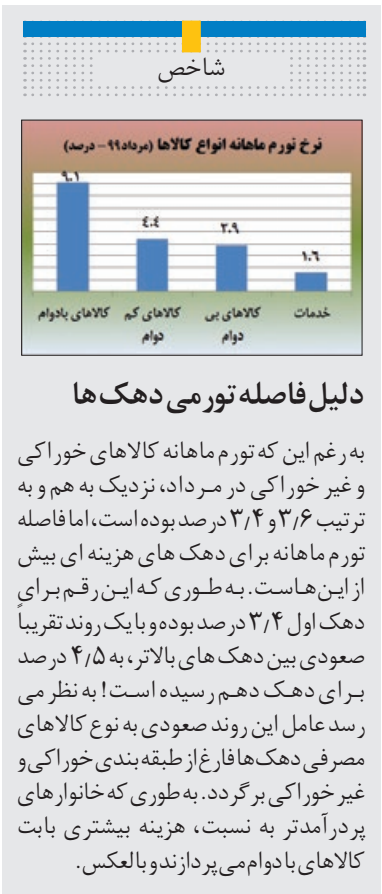 شاخص
نرخ تورم ماهانه انواع کالاها (مرداد۹۹ - درصد)
۹.۱
۴.۴
۳.۹
۱.۶
کالاهای بادوام
کالاهای کم دوام
کالاهای بی دوام
خدمات
دلیل فاصله تورمی دهک‌ها
به رغم این که تورم ماهانه کالاهای خوراکی
و غیر خوراکی در مرداد، نزدیک به هم و به
ترتیب ۳٫۶ و ۳٫۴ درصد بوده است، اما فاصله
تورم ماهانه برای دهک های هزینه ای بیش
از این‌هاست. به طوری که این رقم برای
دهک اول ۳٫۴ درصد بوده و با یک روند تقریباً
صعودی بین دهک های بالاتر، به ۴٫۵ درصد
برای دهک دهم رسیده است! به نظر می
رسد عامل این روند صعودی به نوع کالاهای
مصرفی دهک‌ها فارغ از طبقه بندی خوراکی و
غیر خوراکی برگردد. به طوری که خانوارهای
پردرآمدتر به نسبت، هزینه بیشتری بابت
کالاهای بادوام می پردازند و بالعکس.